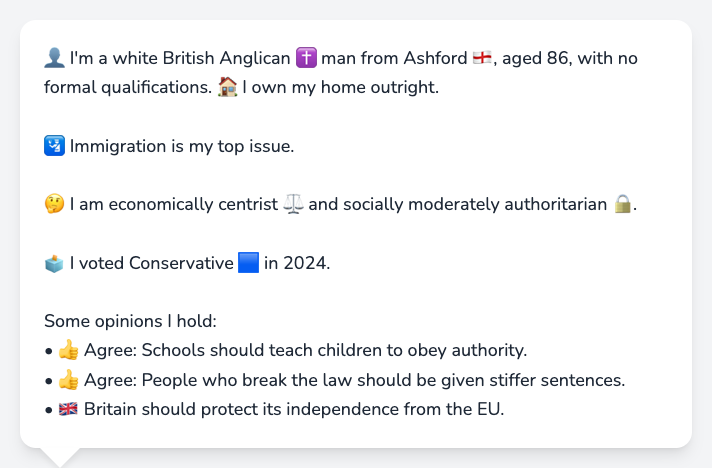 👤 I'm a white British Anglican ✝️ man from Ashford 🏴󠁧󠁢󠁥󠁮󠁧󠁿, aged 86, with no
formal qualifications. 🏠 I own my home outright.
🛂 Immigration is my top issue.
🤔 I am economically centrist ⚖️ and socially moderately authoritarian 🔒.
🗳️ I voted Conservative 🟦 in 2024.
Some opinions I hold:
• 👍 Agree: Schools should teach children to obey authority.
• 👍 Agree: People who break the law should be given stiffer sentences.
• 🇬🇧 Britain should protect its independence from the EU.